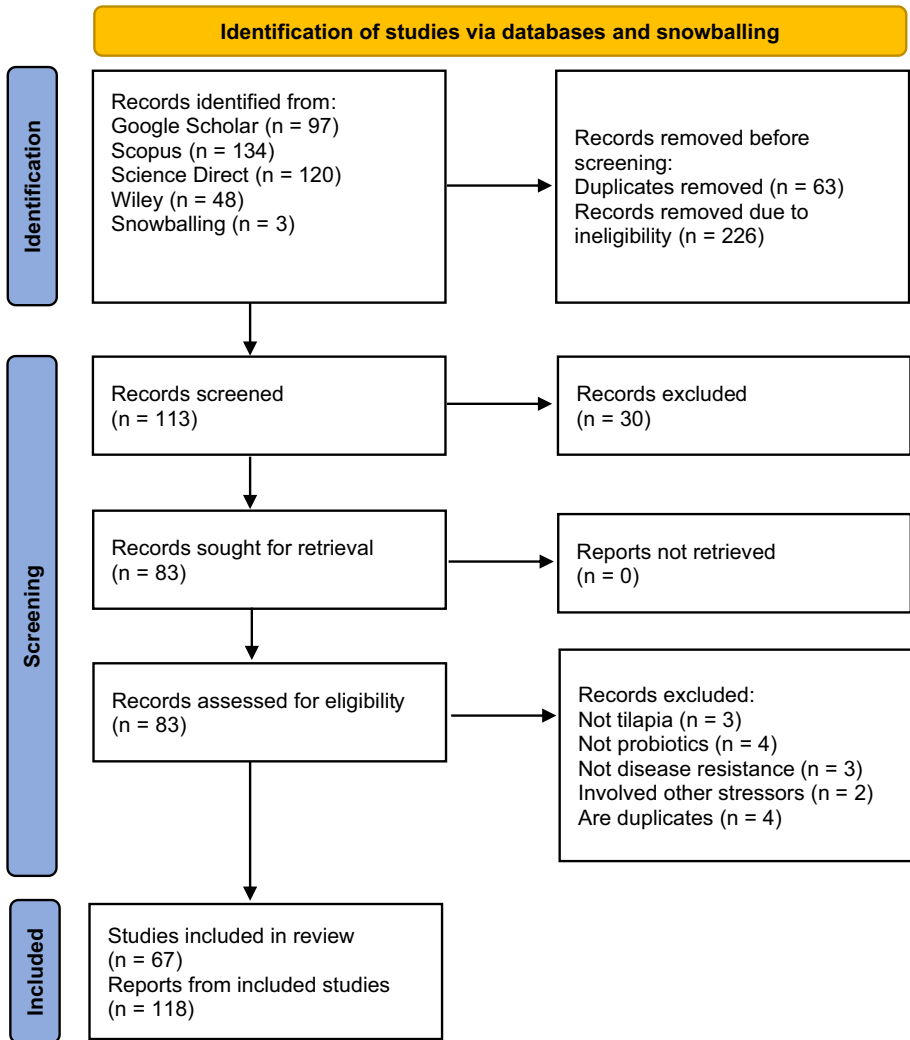 Identification of studies via databases and snowballing
Identification
Records identified from:
Google Scholar (n = 97)
Scopus (n = 134)
Science Direct (n = 120)
Wiley (n = 48)
Snowballing (n = 3)
Records removed before
screening:
Duplicates removed (n = 63)
Records removed due to
ineligibility (n = 226)
Screening
Records screened
(n = 113)
Records excluded
(n = 30)
Records sought for retrieval
(n = 83)
Reports not retrieved
(n = 0)
Records assessed for eligibility
(n = 83)
Records excluded:
Not tilapia (n = 3)
Not probiotics (n = 4)
Not disease resistance (n = 3)
Involved other stressors (n = 2)
Are duplicates (n = 4)
Included
Studies included in review
(n = 67)
Reports from included studies
(n = 118)